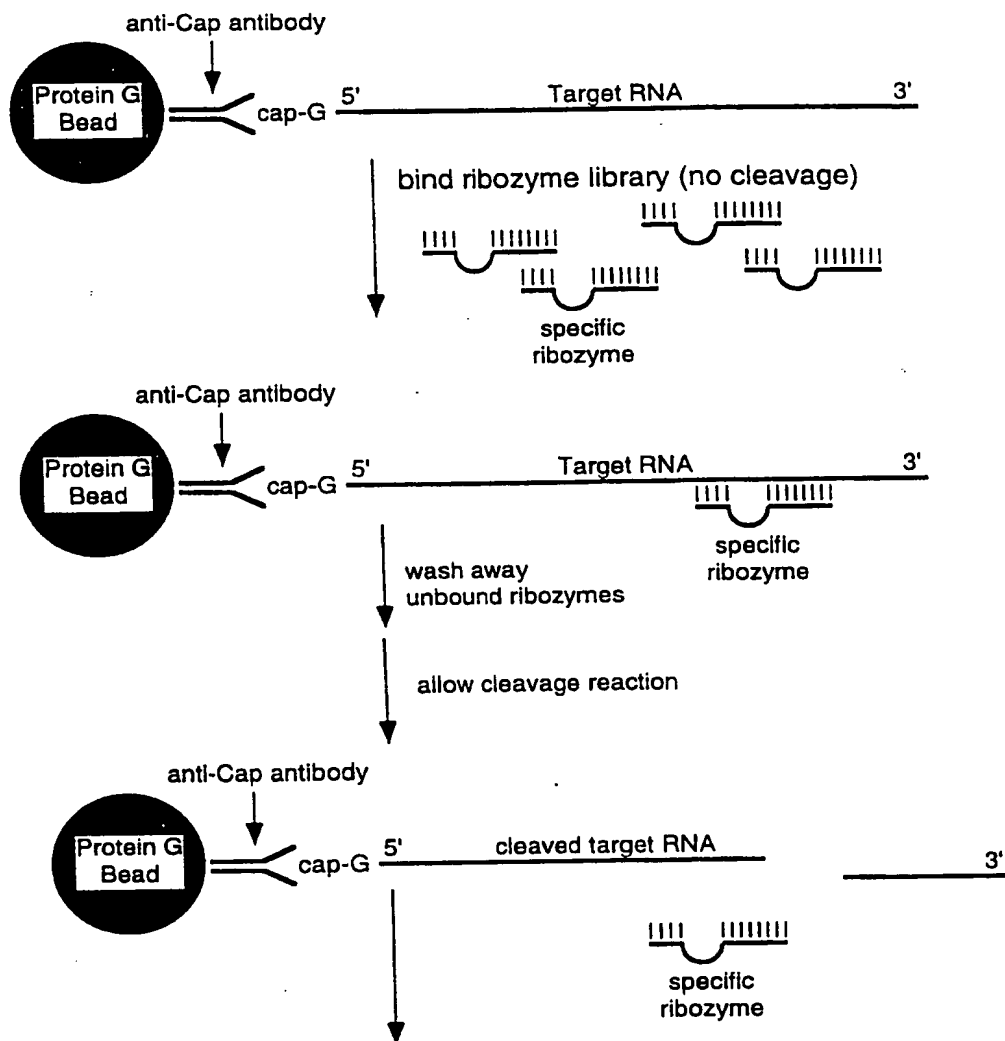 anti-Cap antibody
Protein G
Bead
cap-G
5'
Target RNA
3'
bind ribozyme library (no cleavage)
specific
ribozyme
anti-Cap antibody
Protein G
Bead
cap-G
5'
Target RNA
3'
specific
ribozyme
wash away
unbound ribozymes
allow cleavage reaction
anti-Cap antibody
Protein G
Bead
cap-G
5'
cleaved target RNA
3'
specific
ribozyme